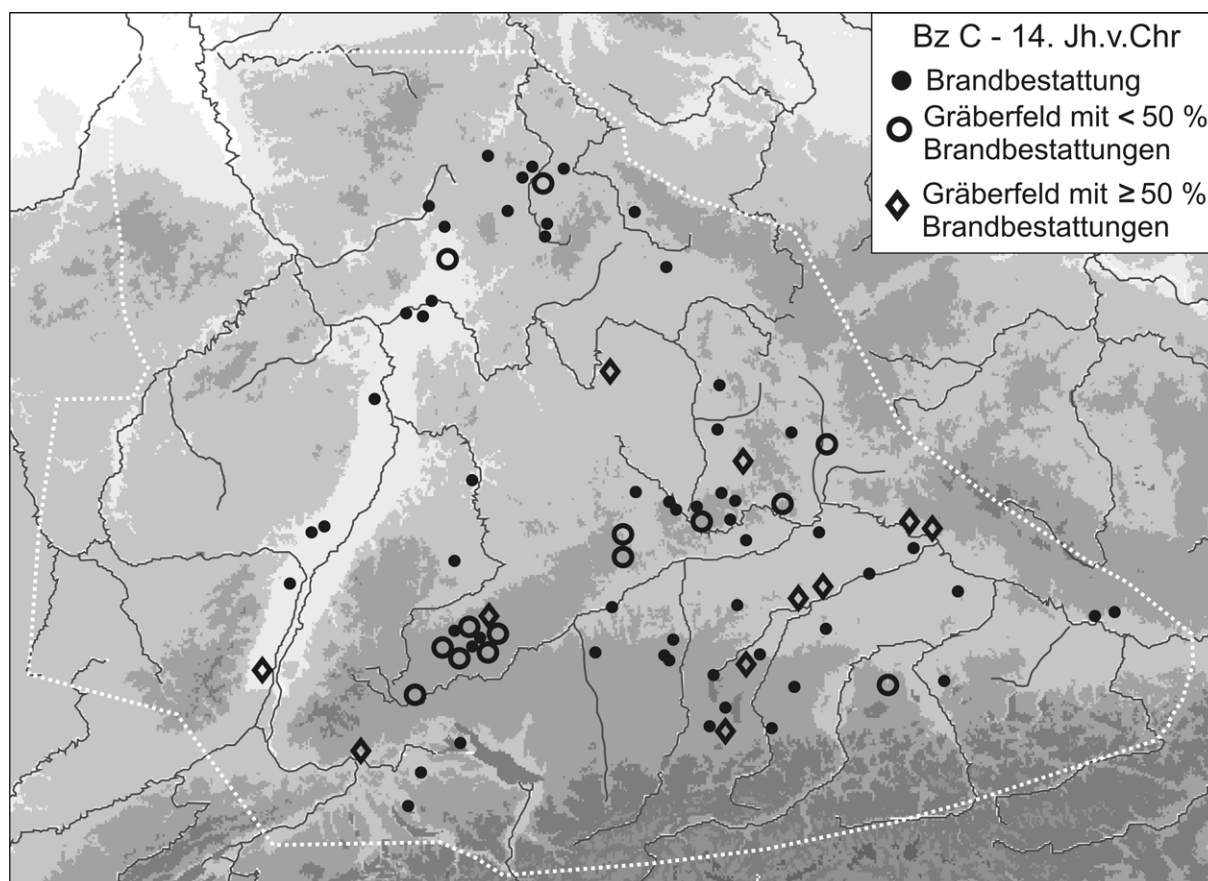 Bz C - 14. Jh.v.Chr
Brandbestattung
Gräberfeld mit < 50 %
Brandbestattungen
Gräberfeld mit ≥ 50 %
Brandbestattungen